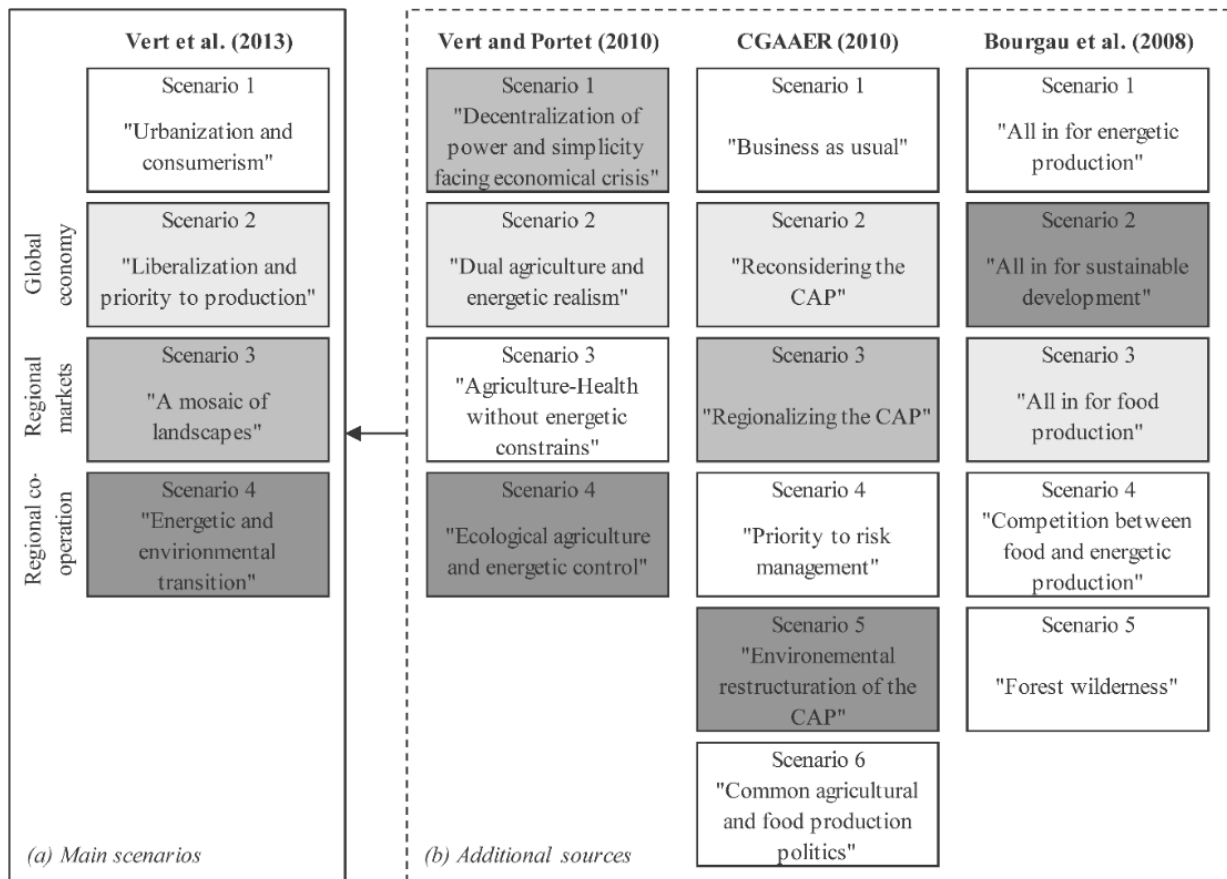 Vert et al. (2013)
Scenario 1
"Urbanization and
consumerism"
Global
economy
Scenario 2
"Liberalization and
priority to production"
Regional
markets
Scenario 3
"A mosaic of
landscapes"
Regional co-
operation
Scenario 4
"Energetic and
envirionmental
transition"
(a) Main scenarios
Vert and Portet (2010)
Scenario 1
"Decentralization of
power and simplicity
facing economical crisis"
Scenario 2
"Dual agriculture and
energetic realism"
Scenario 3
"Agriculture-Health
without energetic
constrains"
Scenario 4
"Ecological agriculture
and energetic control"
CGAAER (2010)
Scenario 1
"Business as usual"
Scenario 2
"Reconsidering the
CAP"
Scenario 3
"Regionalizing the CAP"
Scenario 4
"Priority to risk
management"
Scenario 5
"Environemental
restructuration of the
CAP"
Scenario 6
"Common agricultural
and food production
politics"
Bourgau et al. (2008)
Scenario 1
"All in for energetic
production"
Scenario 2
"All in for sustainable
development"
Scenario 3
"All in for food
production"
Scenario 4
"Competition between
food and energetic
production"
Scenario 5
"Forest wilderness"
(b) Additional sources